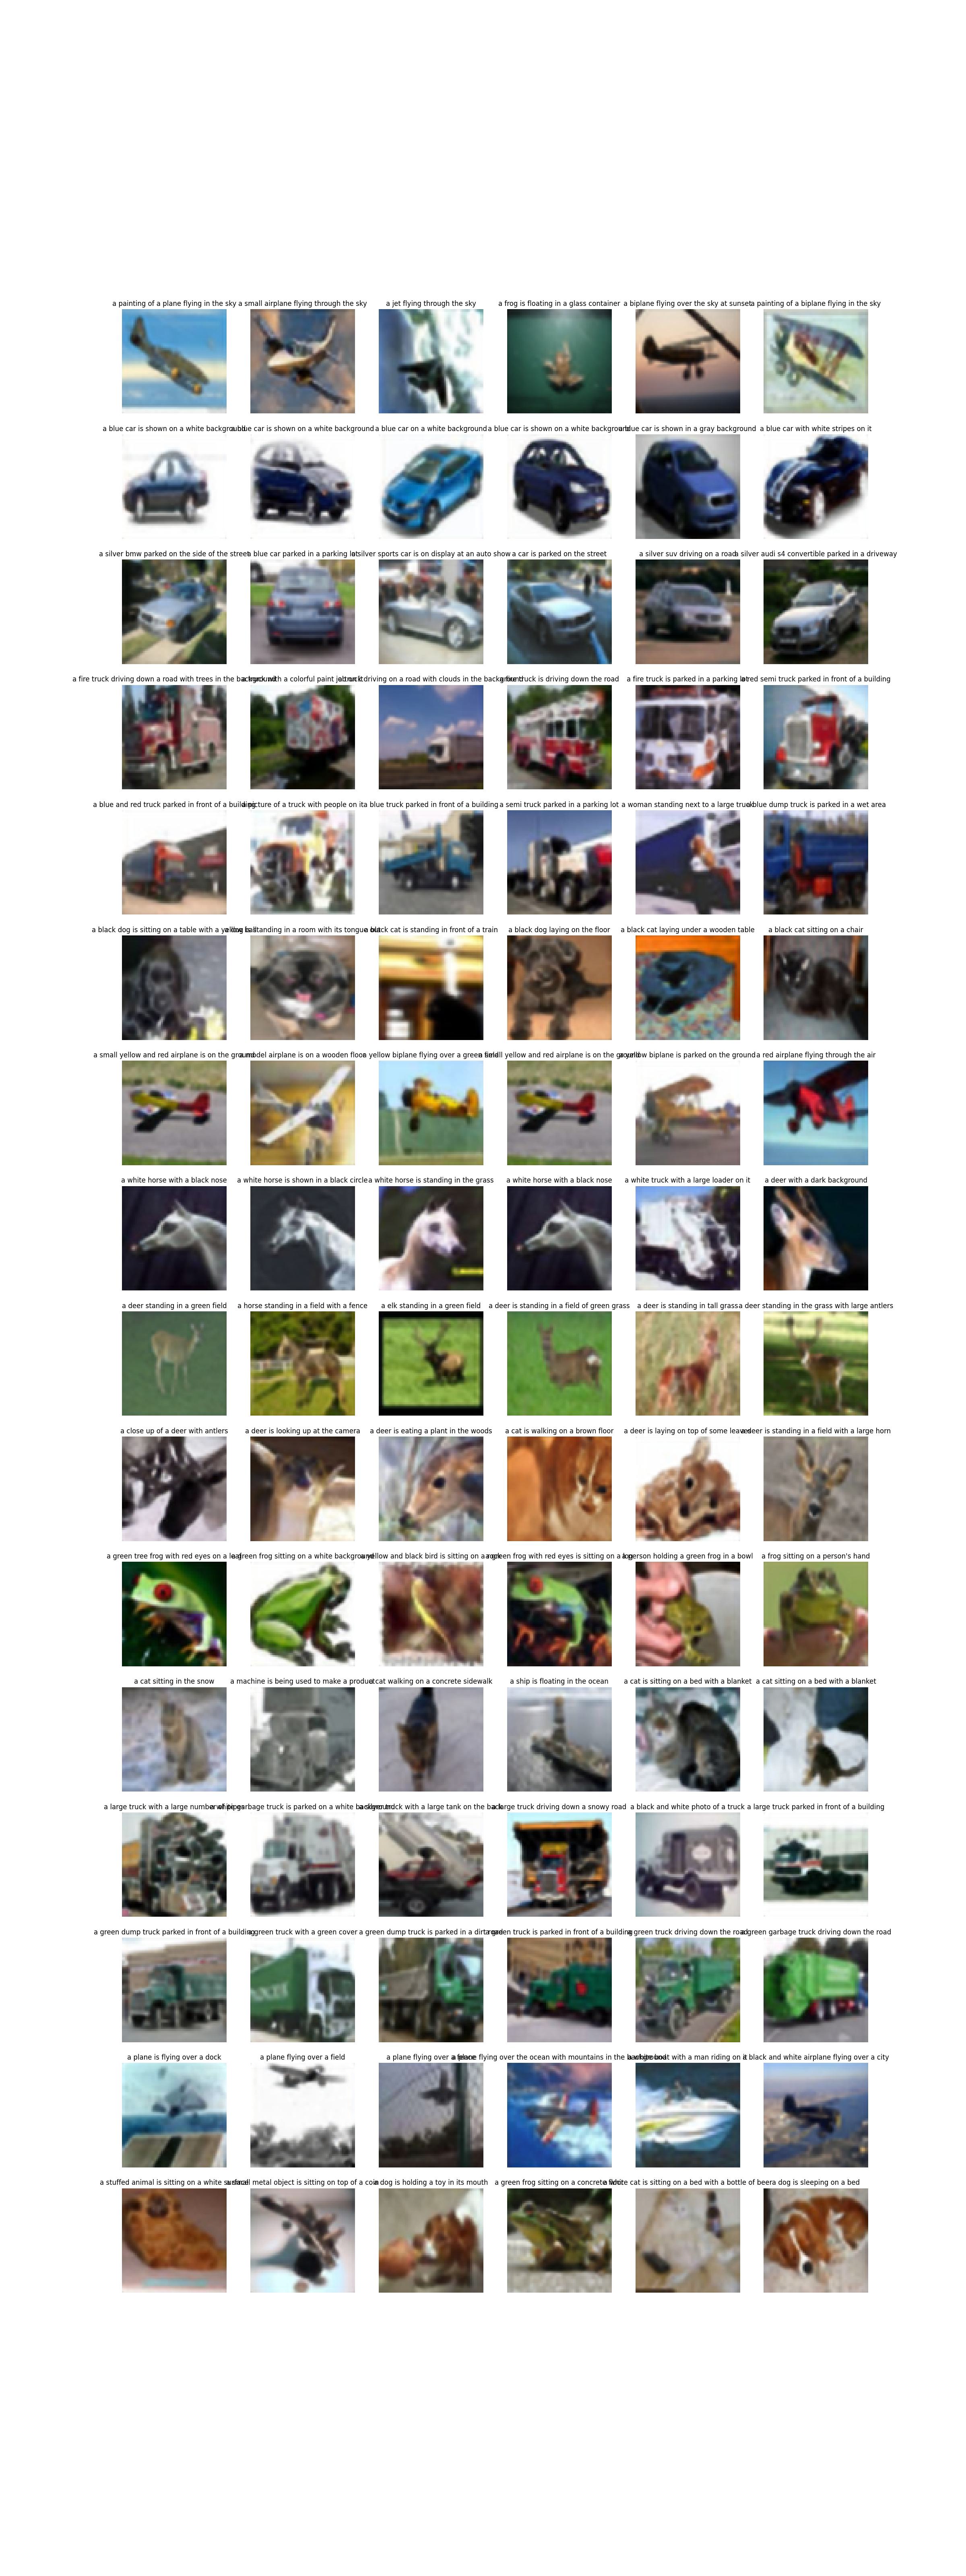 a painting of a plane flying in the sky a small airplane flying through the sky a jet flying through the sky a frog is floating in a glass container a biplane flying over the sky at sunset a painting of a biplane flying in the sky
a blue car is shown on a white background a blue car is shown on a white background a blue car on a white background a blue car is shown on a white background a blue car is shown in a gray background a blue car with white stripes on it
a silver bmw parked on the side of the street a blue car parked in a parking lot a silver sports car is on display at an auto show a car is parked on the street a silver suv driving on a road a silver audi s4 convertible parked in a driveway
a fire truck driving down a road with trees in the background a truck with a colorful paint job on it a truck driving on a road with clouds in the background a fire truck is driving down the road a fire truck is parked in a parking lot a red semi truck parked in front of a building
a blue and red truck parked in front of a building a picture of a truck with people on it a blue truck parked in front of a building a semi truck parked in a parking lot a woman standing next to a large truck a blue dump truck is parked in a wet area
a black dog is sitting on a table with a yellow ball a dog is standing in a room with its tongue out a black cat is standing in front of a train a black dog laying on the floor a black cat laying under a wooden table a black cat sitting on a chair
a small yellow and red airplane is on the ground a model airplane is on a wooden floor a yellow biplane flying over a green field a small yellow and red airplane is on the ground a yellow biplane is parked on the ground a red airplane flying through the air
a white horse with a black nose a white horse is shown in a black circle a white horse is standing in the grass a white horse with a black nose a white truck with a large loader on it a deer with a dark background
a deer standing in a green field a horse standing in a field with a fence a elk standing in a green field a deer is standing in a field of green grass a deer is standing in tall grass a deer standing in the grass with large antlers
a close up of a deer with antlers a deer is looking up at the camera a deer is eating a plant in the woods a cat is walking on a brown floor a deer is laying on top of some leaves a deer is standing in a field with a large horn
a green tree frog with red eyes on a leaf a green frog sitting on a white background a yellow and black bird is sitting on a rock a green frog with red eyes is sitting on a log a person holding a green frog in a bowl a frog sitting on a person's hand
a cat sitting in the snow a machine is being used to make a product a cat walking on a concrete sidewalk a ship is floating in the ocean a cat is sitting on a bed with a blanket a cat sitting on a bed with a blanket
a large truck with a large number of pipes a white garbage truck is parked on a white background a silver truck with a large tank on the back a large truck driving down a snowy road a black and white photo of a truck a large truck parked in front of a building
a green dump truck parked in front of a building a green truck with a green cover a green dump truck is parked in a dirt road a green truck is parked in front of a building a green truck driving down the road a green garbage truck driving down the road
a plane is flying over a dock a plane flying over a field a plane flying over a fence a plane flying over the ocean with mountains in the background a white boat with a man riding on it a black and white airplane flying over a city
a stuffed animal is sitting on a white surface a small metal object is sitting on top of a coin a dog is holding a toy in its mouth a green frog sitting on a concrete floor a white cat is sitting on a bed with a bottle of beer a dog is sleeping on a bed